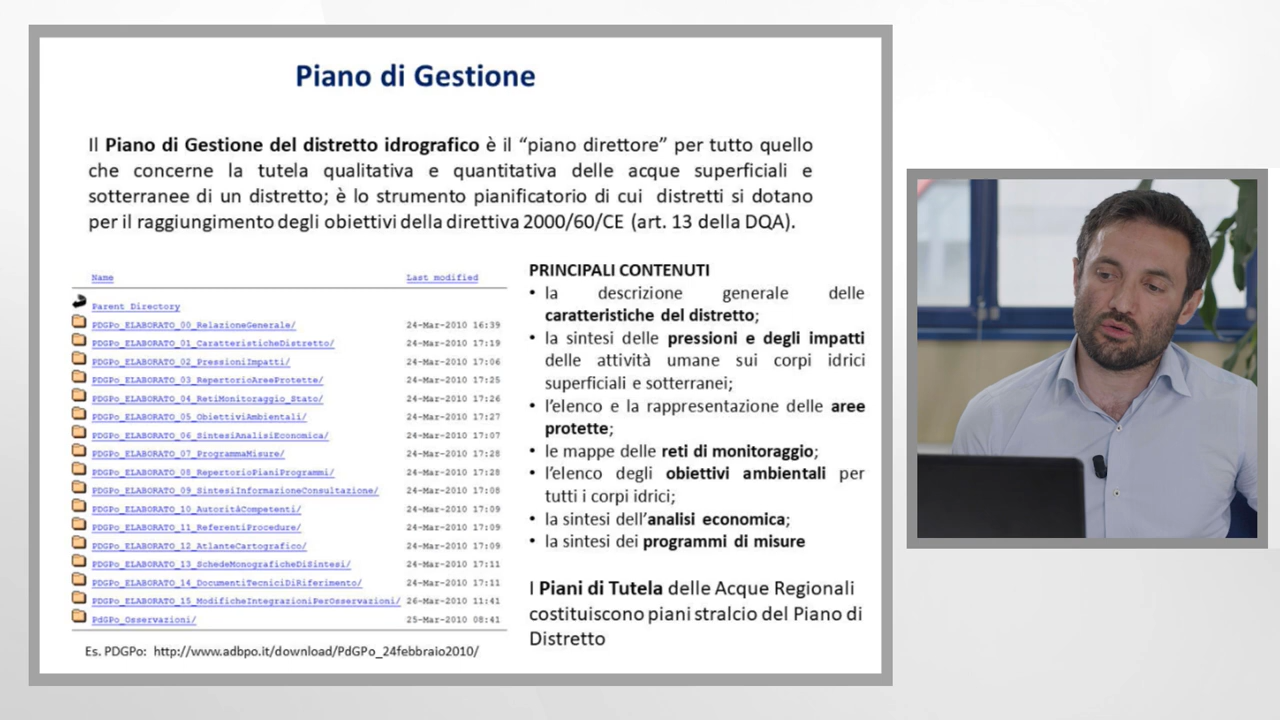 Piano di Gestione
Il Piano di Gestione del distretto idrografico è il “piano direttore” per tutto quello
che concerne la tutela qualitativa e quantitativa delle acque superficiali e
sotterranee di un distretto; è lo strumento pianificatorio di cui distretti si dotano
per il raggiungimento degli obiettivi della direttiva 2000/60/CE (art. 13 della DQA).
Name Last modified
Parent Directory
PDGPo_ELABORATO_00_RelazioneGenerale/ 24-Mar-2010 16:39
PDGPo_ELABORATO_01_CaratteristicheDistretto/ 24-Mar-2010 17:19
PDGPo_ELABORATO_02_PressioniImpatti/ 24-Mar-2010 17:06
PDGPo_ELABORATO_03_RepertorioAreeProtette/ 24-Mar-2010 17:25
PDGPo_ELABORATO_04_RetiMonitoraggio_Stato/ 24-Mar-2010 17:26
PDGPo_ELABORATO_05_ObiettiviAmbientali/ 24-Mar-2010 17:27
PDGPo_ELABORATO_06_SintesiAnalisiEconomica/ 24-Mar-2010 17:07
PDGPo_ELABORATO_07_ProgrammaMisure/ 24-Mar-2010 17:28
PDGPo_ELABORATO_08_RepertorioPianiProgrammi/ 24-Mar-2010 17:28
PDGPo_ELABORATO_09_SintesiInformazioneConsultazione/ 24-Mar-2010 17:08
PDGPo_ELABORATO_10_AutoritàCompetenti/ 24-Mar-2010 17:09
PDGPo_ELABORATO_11_ReferentiProcedure/ 24-Mar-2010 17:09
PDGPo_ELABORATO_12_AtlanteCartografico/ 24-Mar-2010 17:09
PDGPo_ELABORATO_13_SchedeMonograficheDiSintesi/ 24-Mar-2010 17:11
PDGPo_ELABORATO_14_DocumentiTecniciDiRiferimento/ 24-Mar-2010 17:11
PDGPo_ELABORATO_15_ModificheIntegrazioniPerOsservazioni/ 26-Mar-2010 11:41
PdGPo_Osservazioni/ 25-Mar-2010 08:41
Es. PDGPo: http://www.adbpo.it/download/PdGPo_24febbraio2010/
PRINCIPALI CONTENUTI
• la descrizione generale delle
caratteristiche del distretto;
• la sintesi delle pressioni e degli impatti
delle attività umane sui corpi idrici
superficiali e sotterranei;
• l’elenco e la rappresentazione delle aree
protette;
• le mappe delle reti di monitoraggio;
• l’elenco degli obiettivi ambientali per
tutti i corpi idrici;
• la sintesi dell’analisi economica;
• la sintesi dei programmi di misure
I Piani di Tutela delle Acque Regionali
costituiscono piani stralcio del Piano di
Distretto